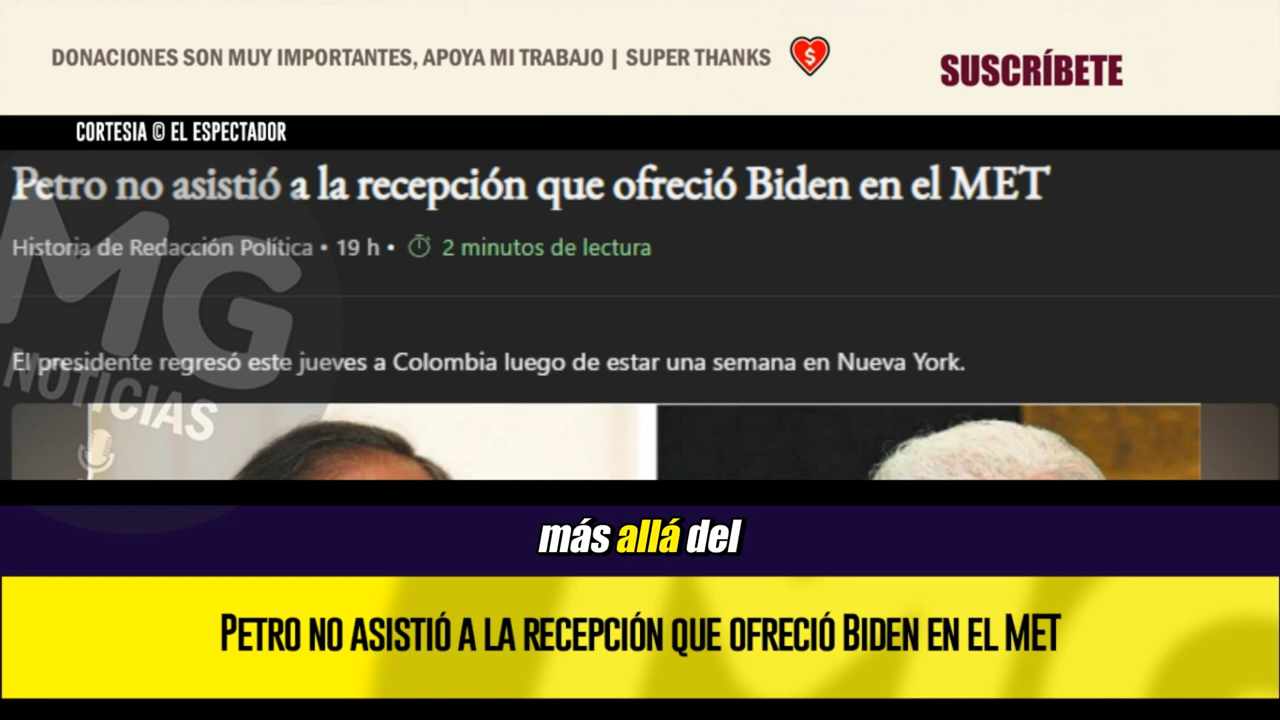 DONACIONES SON MUY IMPORTANTES, APOYA MI TRABAJO | SUPER THANKS
SUSCRÍBETE
CORTESIA © EL ESPECTADOR
Petro no asistió a la recepción que ofreció Biden en el MET
Historia de Redacción Política • 19 h • 2 minutos de lectura
El presidente regresó este jueves a Colombia luego de estar una semana en Nueva York.
MG
NOTICIAS
más allá del
PETRO NO ASISTIÓ A LA RECEPCIÓN QUE OFRECIÓ BIDEN EN EL MET